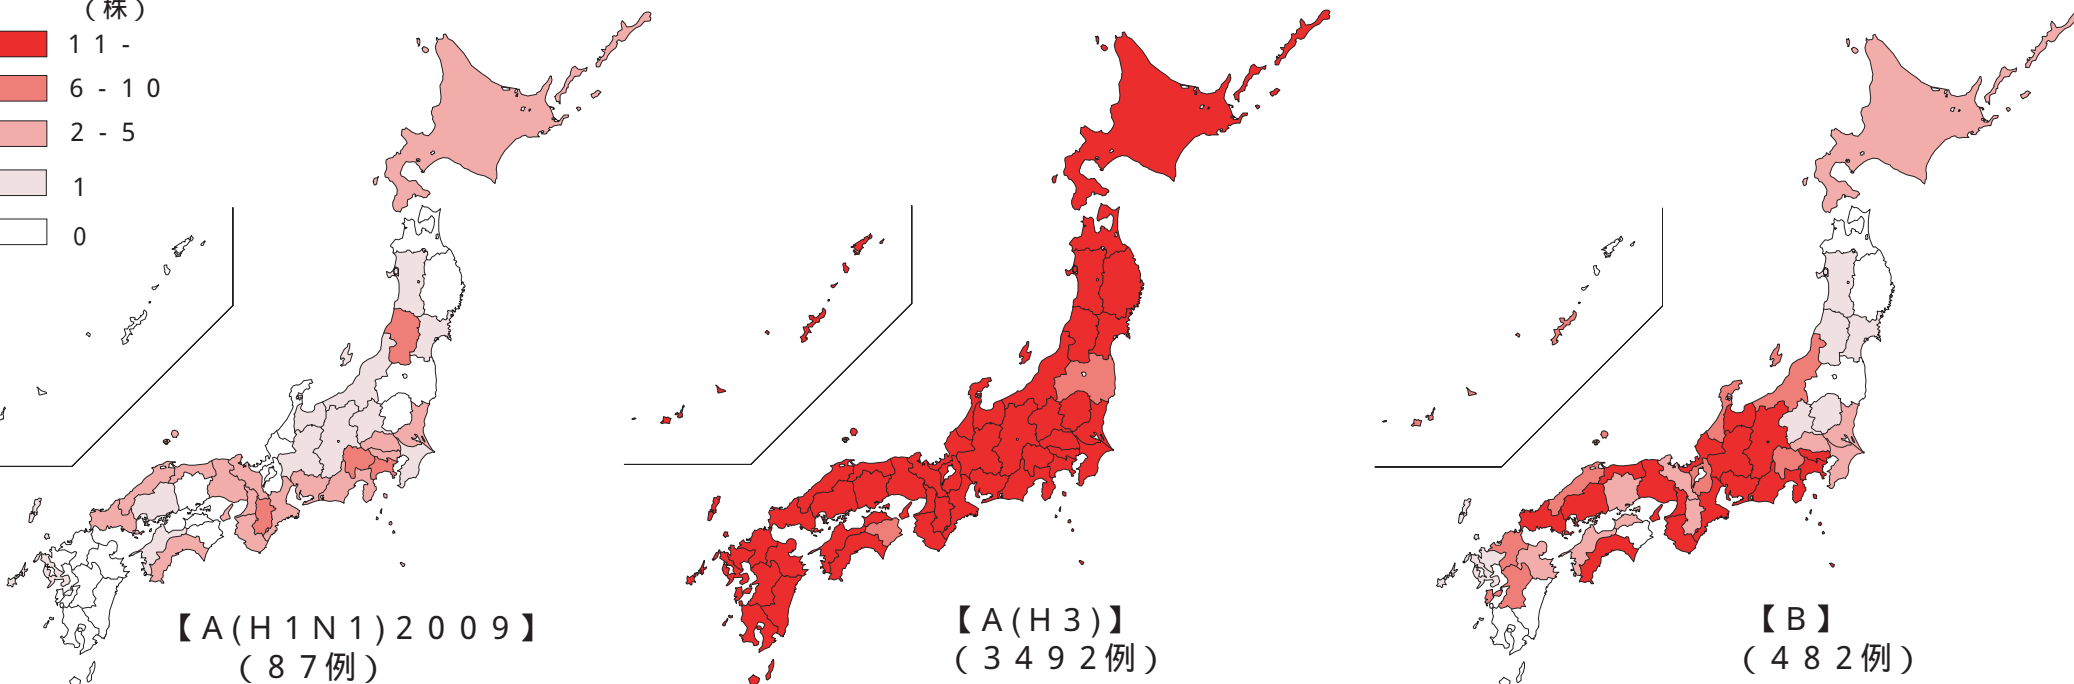 （株）
１１-
６-１０
２-５
１
０
【A(H1N1)2009】
（８７例）
【A(H3)】
（３４９２例）
【B】
（４８２例）